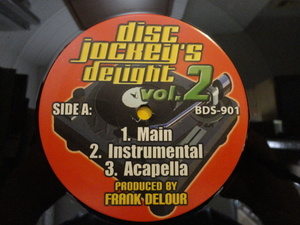 disc
jockey's
delight
vol. 2
SIDE A: BDS-901
1. Main
2. Instrumental
3. Acapella
PRODUCED BY
FRANK DELOUR